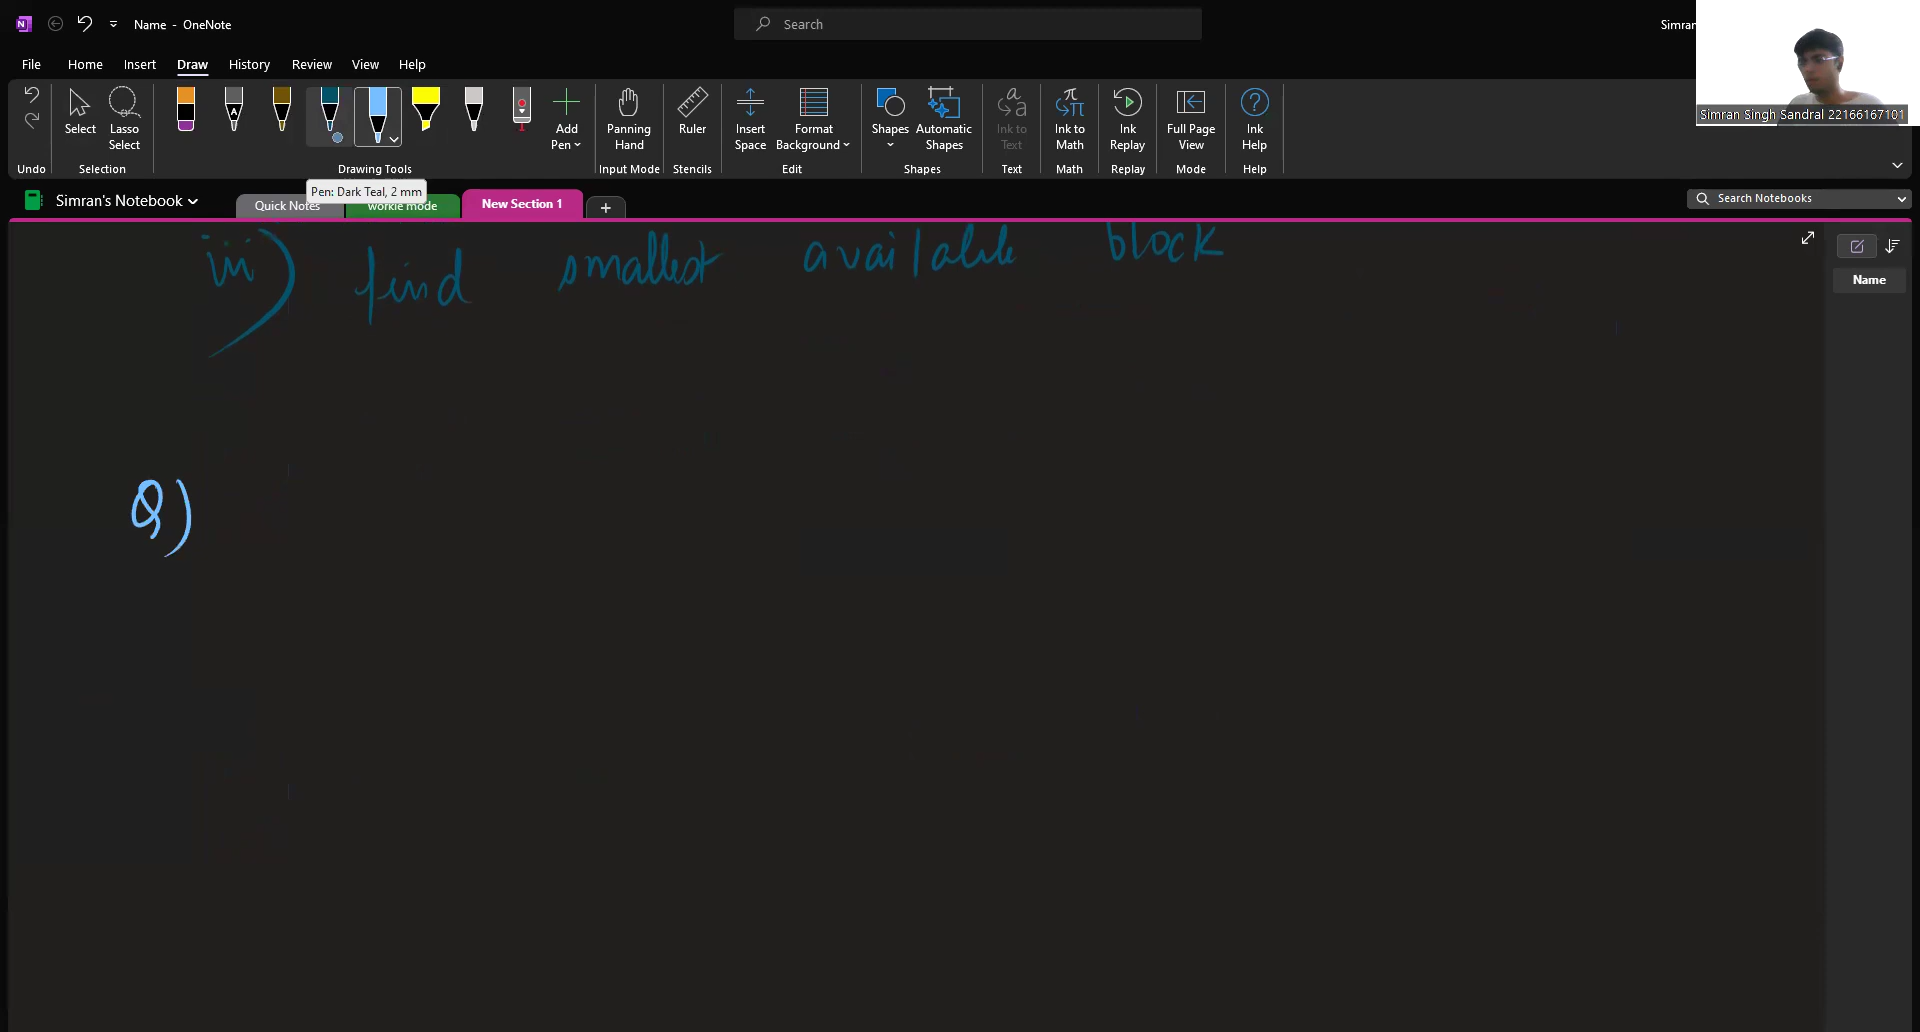 Name - OneNote
Search
Simran
File Home Insert Draw History Review View Help
Undo
Select
Lasso Select
Selection
Drawing Tools
Add Pen
Panning Hand
Input Mode
Ruler
Stencils
Insert Space
Format Background
Edit
Shapes
Automatic Shapes
Shapes
Ink to Text
Text
Ink to Math
Math
Ink Replay
Replay
Full Page View
Mode
Ink Help
Help
Simran Singh Sandral 22166167101
Pen: Dark Teal, 2 mm
Simran's Notebook
Quick Notes
workie mode
New Section 1
Search Notebooks
Name
iii) find smallest available block
Q)